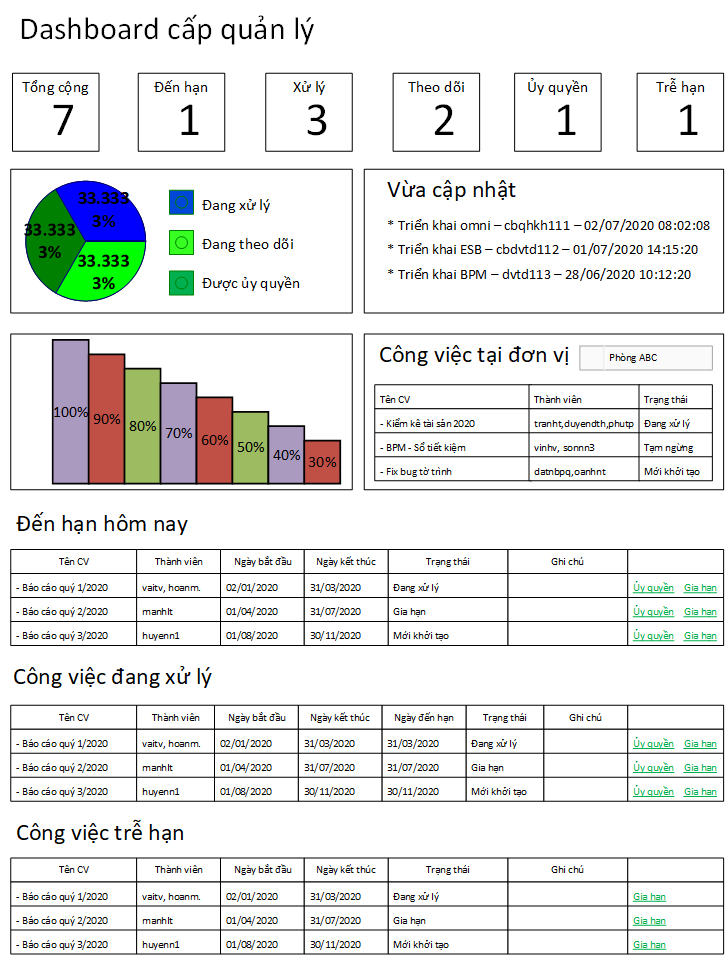 Dashboard cấp quản lý
Tổng cộng
7
Đến hạn
1
Xử lý
3
Theo dõi
2
Ủy quyền
1
Trễ hạn
1
33.333
3%
33.333
3%
33.333
3%
Đang xử lý
Đang theo dõi
Được ủy quyền
Vừa cập nhật
* Triển khai omni – cbqhkh111 – 02/07/2020 08:02:08
* Triển khai ESB – cbdvtd112 – 01/07/2020 14:15:20
* Triển khai BPM – dvtd113 – 28/06/2020 10:12:20
100% 90% 80% 70% 60% 50% 40% 30%
Công việc tại đơn vị Phòng ABC
Tên CV Thành viên Trạng thái
- Kiểm kê tài sản 2020 tranht,duyendth,phutp Đang xử lý
- BPM - Sổ tiết kiệm vinhv, sonnn3 Tạm ngừng
- Fix bug tờ trình datnbpq,oanhnt Mới khởi tạo
Đến hạn hôm nay
Tên CV Thành viên Ngày bắt đầu Ngày kết thúc Trạng thái Ghi chú
- Báo cáo quý 1/2020 vaitv, hoanm. 02/01/2020 31/03/2020 Đang xử lý Ủy quyền Gia hạn
- Báo cáo quý 2/2020 manhlt 01/04/2020 31/07/2020 Gia hạn Ủy quyền Gia hạn
- Báo cáo quý 3/2020 huyenn1 01/08/2020 30/11/2020 Mới khởi tạo Ủy quyền Gia hạn
Công việc đang xử lý
Tên CV Thành viên Ngày bắt đầu Ngày kết thúc Ngày đến hạn Trạng thái Ghi chú
- Báo cáo quý 1/2020 vaitv, hoanm. 02/01/2020 31/03/2020 31/03/2020 Đang xử lý Ủy quyền Gia hạn
- Báo cáo quý 2/2020 manhlt 01/04/2020 31/07/2020 31/07/2020 Gia hạn Ủy quyền Gia hạn
- Báo cáo quý 3/2020 huyenn1 01/08/2020 30/11/2020 30/11/2020 Mới khởi tạo Ủy quyền Gia hạn
Công việc trễ hạn
Tên CV Thành viên Ngày bắt đầu Ngày kết thúc Trạng thái Ghi chú
- Báo cáo quý 1/2020 vaitv, hoanm. 02/01/2020 31/03/2020 Đang xử lý Gia hạn
- Báo cáo quý 2/2020 manhlt 01/04/2020 31/07/2020 Gia hạn Gia hạn
- Báo cáo quý 3/2020 huyenn1 01/08/2020 30/11/2020 Mới khởi tạo Gia hạn